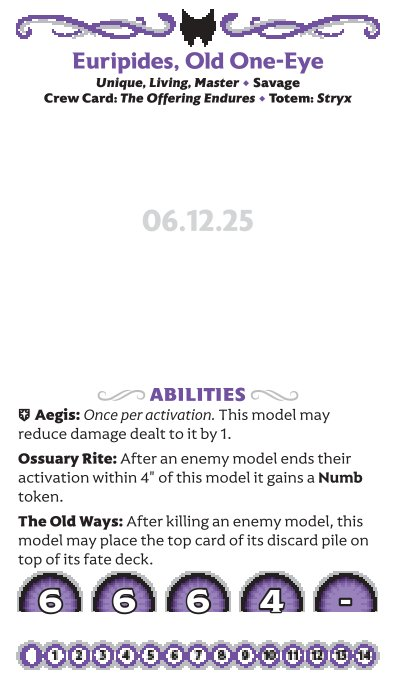 Euripides, Old One-Eye
Unique, Living, Master • Savage
Crew Card: The Offering Endures • Totem: Stryx
06.12.25
ABILITIES
Aegis: Once per activation. This model may
reduce damage dealt to it by 1.
Ossuary Rite: After an enemy model ends their
activation within 4" of this model it gains a Numb
token.
The Old Ways: After killing an enemy model, this
model may place the top card of its discard pile on
top of its fate deck.
6 6 6 4 -
1 2 3 4 5 6 7 8 9 10 11 12 13 14